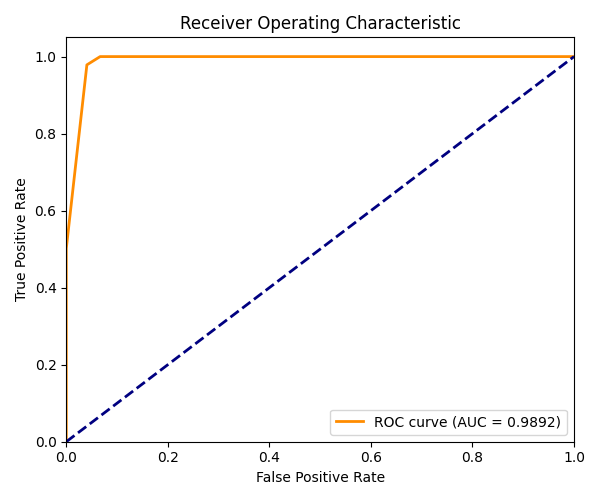 Receiver Operating Characteristic
True Positive Rate
1.0
0.8
0.6
0.4
0.2
0.0
0.0 0.2 0.4 0.6 0.8 1.0
False Positive Rate
ROC curve (AUC = 0.9892)